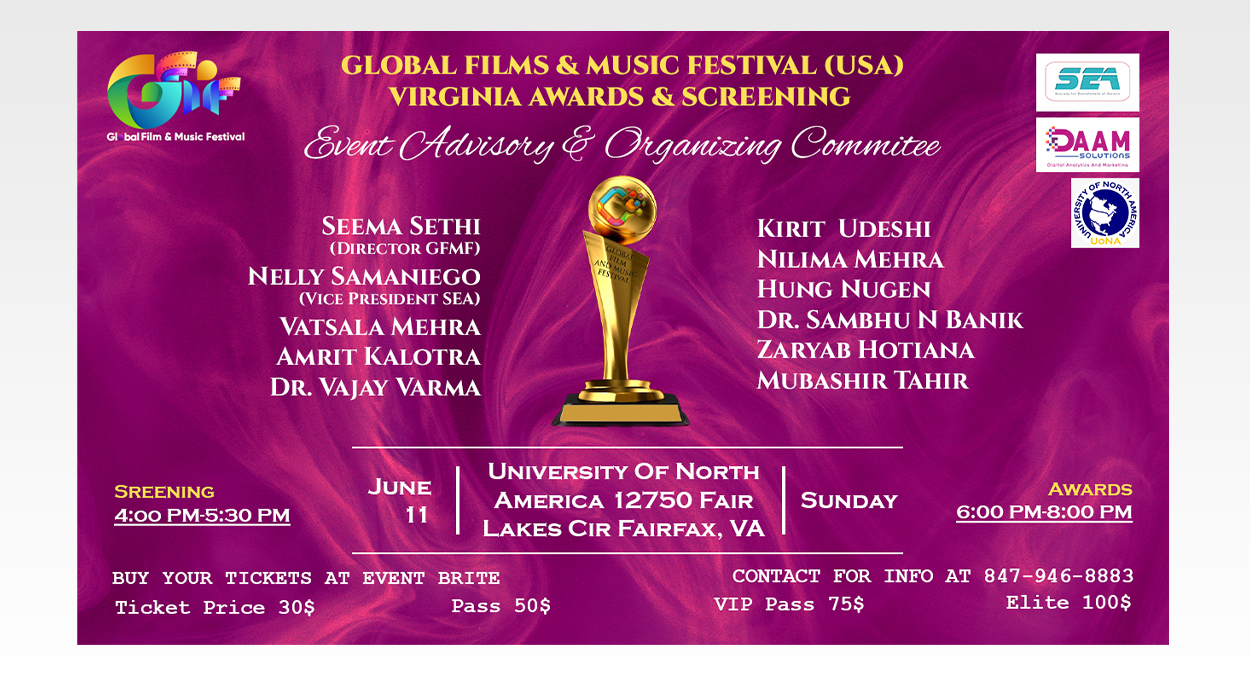 Global Film & Music Festival
GLOBAL FILMS & MUSIC FESTIVAL (USA)
VIRGINIA AWARDS & SCREENING
Event Advisory & Organizing Commitee
SEA
DAAM
SOLUTIONS
Digital Analytics And Marketing
UNIVERSITY OF NORTH AMERICA
UoNA
GLOBAL
FILM
AND MUSIC
FESTIVAL
SEEMA SETHI
(DIRECTOR GFMF)
NELLY SAMANIEGO
(VICE PRESIDENT SEA)
VATSALA MEHRA
AMRIT KALOTRA
DR. VAJAY VARMA
KIRIT UDESHI
NILIMA MEHRA
HUNG NUGEN
DR. SAMBHU N BANIK
ZARYAB HOTIANA
MUBASHIR TAHIR
SREENING
4:00 PM-5:30 PM
JUNE
11
UNIVERSITY OF NORTH
AMERICA 12750 FAIR
LAKES CIR FAIRFAX, VA
SUNDAY
AWARDS
6:00 PM-8:00 PM
BUY YOUR TICKETS AT EVENT BRITE
CONTACT FOR INFO AT 847-946-8883
Ticket Price 30$
Pass 50$
VIP Pass 75$
Elite 100$